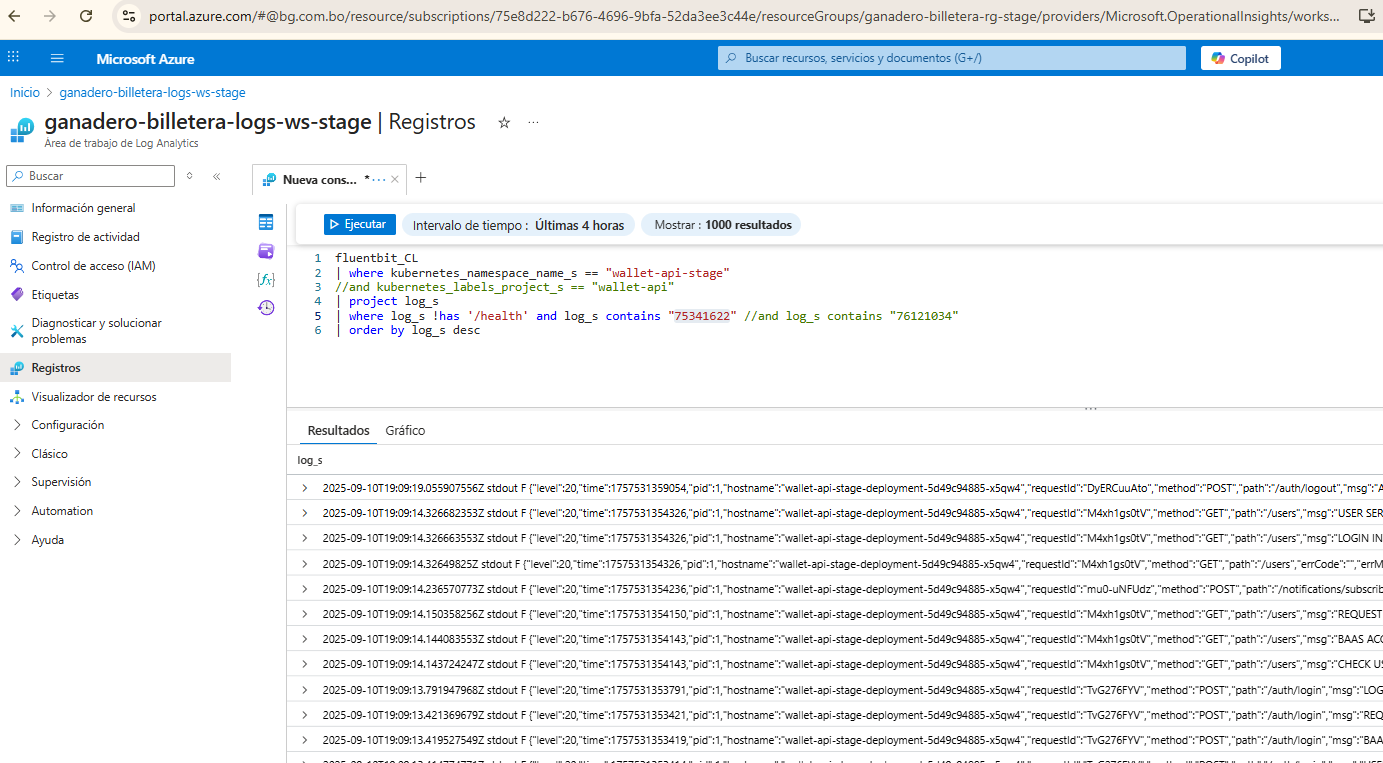 portal.azure.com/#@bg.com.bo/resource/subscriptions/75e8d222-b676-4696-9bfa-52da3ee3c44e/resourceGroups/ganadero-billetera-rg-stage/providers/Microsoft.OperationalInsights/works...
Microsoft Azure
Buscar recursos, servicios y documentos (G+/)
Copilot
Inicio > ganadero-billetera-logs-ws-stage
ganadero-billetera-logs-ws-stage | Registros ...
Área de trabajo de Log Analytics
Buscar
Información general
Registro de actividad
Control de acceso (IAM)
Etiquetas
Diagnosticar y solucionar
problemas
Registros
Visualizador de recursos
Configuración
Clásico
Supervisión
Automation
Ayuda
Nueva cons... *...
Ejecutar
Intervalo de tiempo : Últimas 4 horas
Mostrar : 1000 resultados
1 fluentbit_CL
2 | where kubernetes_namespace_name_s == "wallet-api-stage"
3 //and kubernetes_labels_project_s == "wallet-api"
4 | project log_s
5 | where log_s !has '/health' and log_s contains "75341622" //and log_s contains "76121034"
6 | order by log_s desc
Resultados Gráfico
log_s
2025-09-10T19:09:19.055907556Z stdout F {"level":20,"time":1757531359054,"pid":1,"hostname":"wallet-api-stage-deployment-5d49c94885-x5qw4","requestId":"DyERCuuAto","method":"POST","path":"/auth/logout","msg":"A
2025-09-10T19:09:14.326682353Z stdout F {"level":20,"time":1757531354326,"pid":1,"hostname":"wallet-api-stage-deployment-5d49c94885-x5qw4","requestId":"M4xh1gs0tV","method":"GET","path":"/users","msg":"USER SER
2025-09-10T19:09:14.326663553Z stdout F {"level":20,"time":1757531354326,"pid":1,"hostname":"wallet-api-stage-deployment-5d49c94885-x5qw4","requestId":"M4xh1gs0tV","method":"GET","path":"/users","msg":"LOGIN IN
2025-09-10T19:09:14.32649825Z stdout F {"level":20,"time":1757531354326,"pid":1,"hostname":"wallet-api-stage-deployment-5d49c94885-x5qw4","requestId":"M4xh1gs0tV","method":"GET","path":"/users","errCode":"","errM
2025-09-10T19:09:14.236570773Z stdout F {"level":20,"time":1757531354236,"pid":1,"hostname":"wallet-api-stage-deployment-5d49c94885-x5qw4","requestId":"mu0-uNFUdz","method":"POST","path":"/notifications/subscrib
2025-09-10T19:09:14.150358256Z stdout F {"level":20,"time":1757531354150,"pid":1,"hostname":"wallet-api-stage-deployment-5d49c94885-x5qw4","requestId":"M4xh1gs0tV","method":"GET","path":"/users","msg":"REQUEST
2025-09-10T19:09:14.144083553Z stdout F {"level":20,"time":1757531354143,"pid":1,"hostname":"wallet-api-stage-deployment-5d49c94885-x5qw4","requestId":"M4xh1gs0tV","method":"GET","path":"/users","msg":"BAAS ACC
2025-09-10T19:09:14.143724247Z stdout F {"level":20,"time":1757531354143,"pid":1,"hostname":"wallet-api-stage-deployment-5d49c94885-x5qw4","requestId":"M4xh1gs0tV","method":"GET","path":"/users","msg":"CHECK US
2025-09-10T19:09:13.791947968Z stdout F {"level":20,"time":1757531353791,"pid":1,"hostname":"wallet-api-stage-deployment-5d49c94885-x5qw4","requestId":"TvG276FYV","method":"POST","path":"/auth/login","msg":"LOG
2025-09-10T19:09:13.421369679Z stdout F {"level":20,"time":1757531353421,"pid":1,"hostname":"wallet-api-stage-deployment-5d49c94885-x5qw4","requestId":"TvG276FYV","method":"POST","path":"/auth/login","msg":"REQ
2025-09-10T19:09:13.419527549Z stdout F {"level":20,"time":1757531353419,"pid":1,"hostname":"wallet-api-stage-deployment-5d49c94885-x5qw4","requestId":"TvG276FYV","method":"POST","path":"/auth/login","msg":"BAA